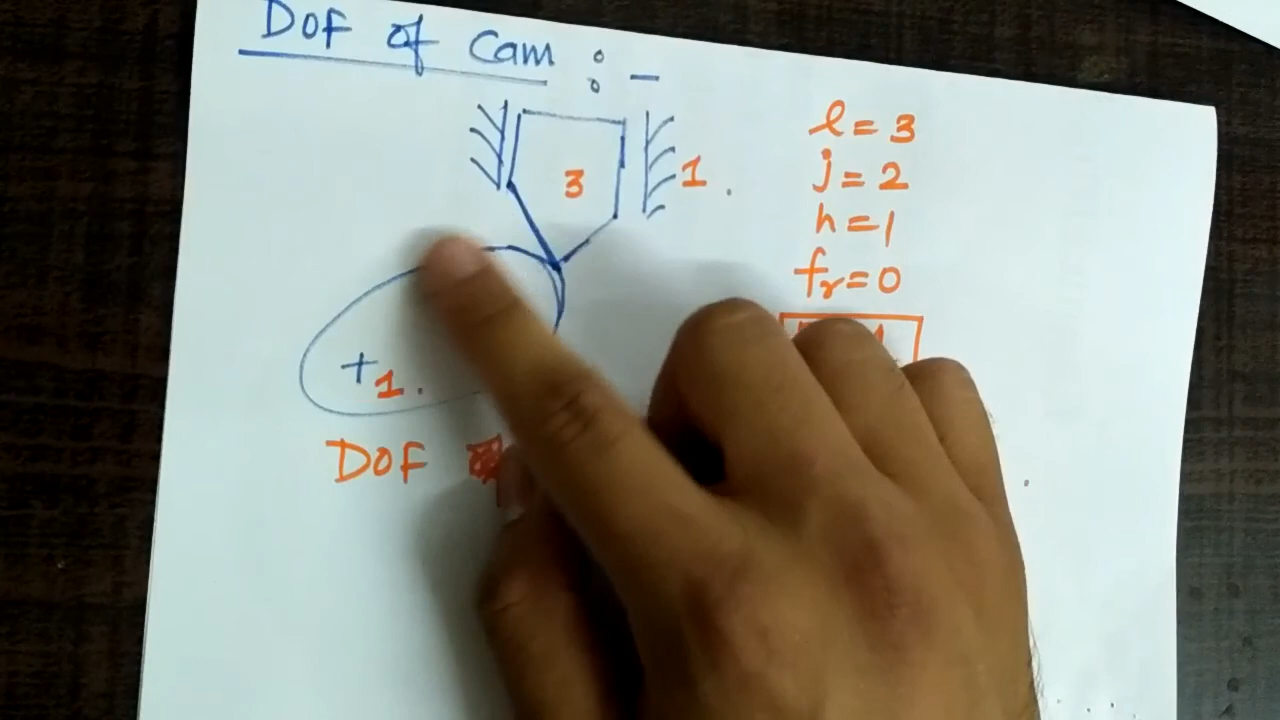 DOF of Cam :-
l = 3
j = 2
h = 1
fr = 0
3
1.
1.
DOF